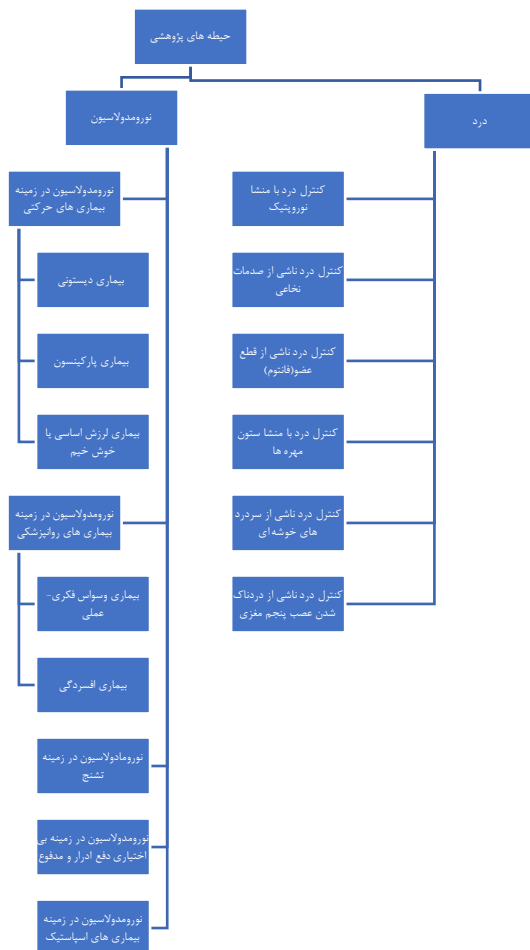 حیطه های پژوهشی
درد
کنترل درد با منشا
نوروپتیک
کنترل درد ناشی از صدمات
نخاعی
کنترل درد ناشی از قطع
عضو(فانتوم)
کنترل درد با منشا ستون
مهره ها
کنترل درد ناشی از سردرد
های خوشه ای
کنترل درد ناشی از دردناک
شدن عصب پنجم مغزی
نورومدولاسیون
نورومدولاسیون در زمینه
بیماری های حرکتی
بیماری دیستونی
بیماری پارکینسون
بیماری لرزش اساسی یا
خوش خیم
نورومدولاسیون در زمینه
بیماری های روانپزشکی
بیماری وسواس فکری-
عملی
بیماری افسردگی
نورومادولاسیون در زمینه
تشنج
نورومدولاسیون در زمینه بی
اختیاری دفع ادرار و مدفوع
نورومدولاسیون در زمینه
بیماری های اسپاستیک